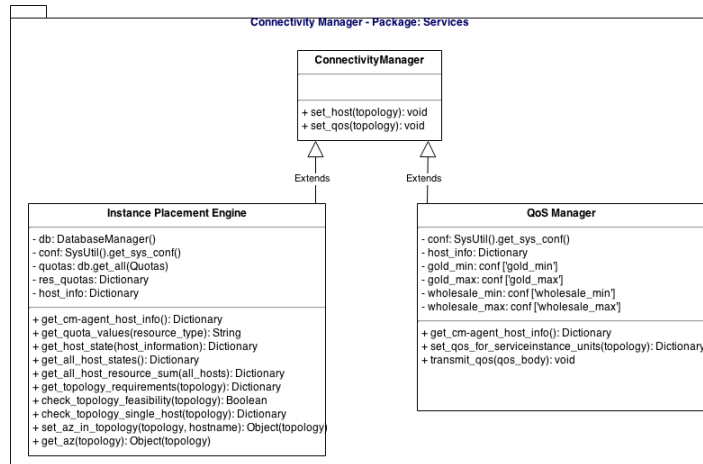 Connectivity Manager - Package: Services
ConnectivityManager
+ set_host(topology): void
+ set_qos(topology): void
Extends
Extends
Instance Placement Engine
- db: DatabaseManager()
- conf: SysUtil().get_sys_conf()
- quotas: db.get_all(Quotas)
- res_quotas: Dictionary
- host_info: Dictionary
+ get_cm-agent_host_info(): Dictionary
+ get_quota_values(resource_type): String
+ get_host_state(host_information): Dictionary
+ get_all_host_states(): Dictionary
+ get_all_host_resource_sum(all_hosts): Dictionary
+ get_topology_requirements(topology): Dictionary
+ check_topology_feasibility(topology): Boolean
+ check_topology_single_host(topology): Dictionary
+ set_az_in_topology(topology, hostname): Object(topology)
+ get_az(topology): Object(topology)
QoS Manager
- conf: SysUtil().get_sys_conf()
- host_info: Dictionary
- gold_min: conf ['gold_min']
- gold_max: conf ['gold_max']
- wholesale_min: conf ['wholesale_min']
- wholesale_max: conf ['wholesale_max']
+ get_cm-agent_host_info(): Dictionary
+ set_qos_for_serviceinstance_units(topology): Dictionary
+ transmit_qos(qos_body): void